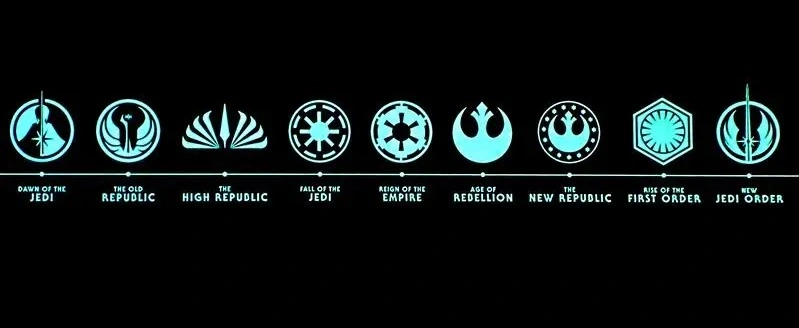 DAWN OF THE
JEDI
THE OLD
REPUBLIC
THE
HIGH REPUBLIC
FALL OF THE
JEDI
REIGN OF THE
EMPIRE
AGE OF
REBELLION
THE
NEW REPUBLIC
RISE OF THE
FIRST ORDER
NEW
JEDI ORDER